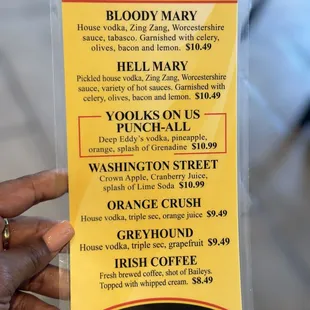 BLOODY MARY
House vodka, Zing Zang, Worcestershire
sauce, tabasco. Garnished with celery,
olives, bacon and lemon. $10.49
HELL MARY
Pickled house vodka, Zing Zang, Worcestershire
sauce, variety of hot sauces. Garnished with
celery, olives, bacon and lemon. $10.49
YOOLKS ON US
PUNCH-ALL
Deep Eddy's vodka, pineapple,
orange, splash of Grenadine $10.99
WASHINGTON STREET
Crown Apple, Cranberry Juice,
splash of Lime Soda $10.99
ORANGE CRUSH
House vodka, triple sec, orange juice $9.49
GREYHOUND
House vodka, triple sec, grapefruit $9.49
IRISH COFFEE
Fresh brewed coffee, shot of Baileys.
Topped with whipped cream. $8.49